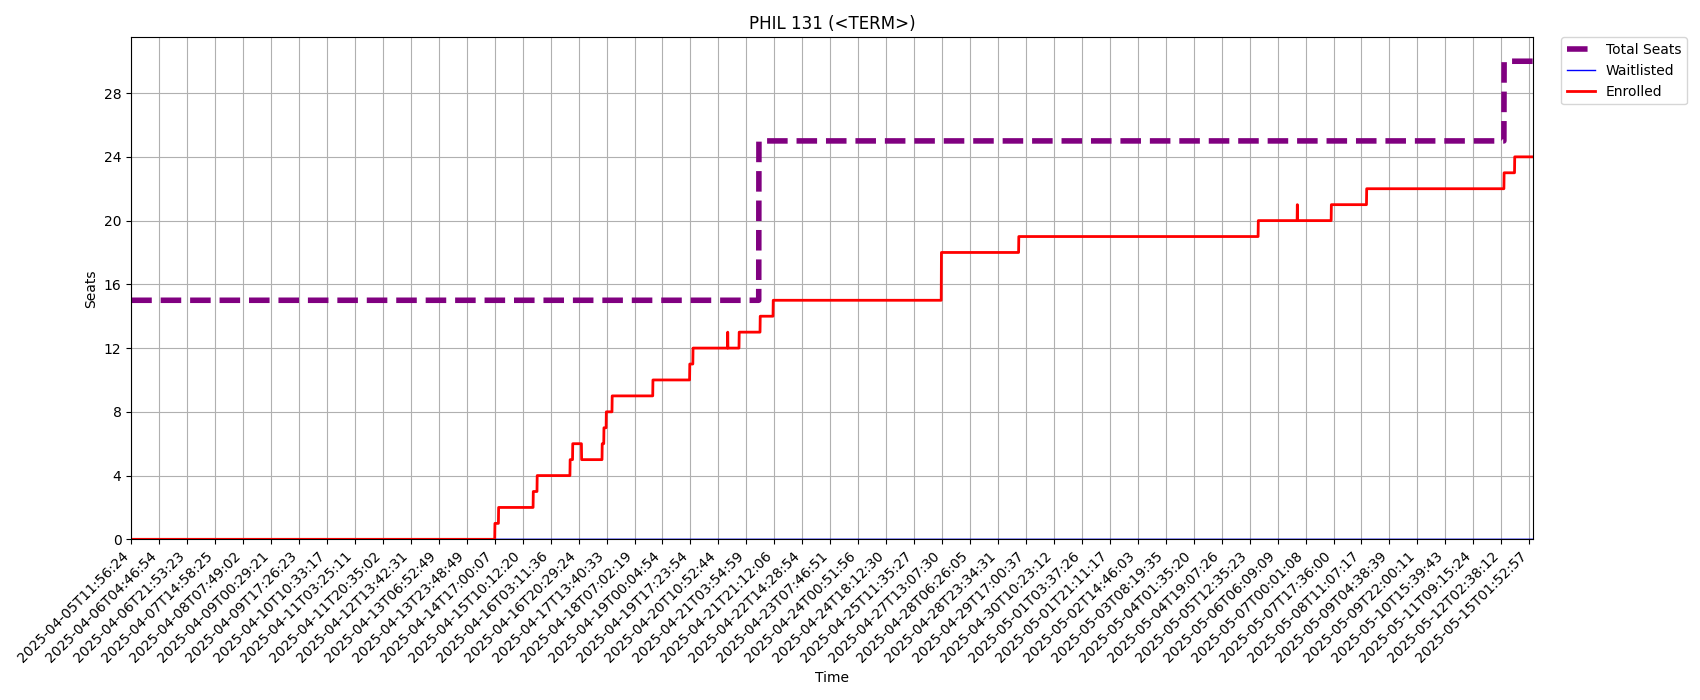 PHIL 131 (<TERM>)
Total Seats
Waitlisted
Enrolled
Seats
28
24
20
16
12
8
4
0
2025-04-05T11:56:24
2025-04-06T04:46:54
2025-04-06T21:53:23
2025-04-07T14:58:25
2025-04-08T07:49:02
2025-04-09T00:29:21
2025-04-09T17:26:23
2025-04-10T10:33:17
2025-04-11T03:25:11
2025-04-11T20:35:02
2025-04-12T13:42:31
2025-04-13T06:52:49
2025-04-13T23:48:49
2025-04-14T17:00:07
2025-04-15T10:12:20
2025-04-16T03:11:36
2025-04-16T20:29:24
2025-04-17T13:40:33
2025-04-18T07:02:19
2025-04-19T00:04:54
2025-04-19T17:23:54
2025-04-20T10:52:44
2025-04-21T03:54:59
2025-04-21T21:12:06
2025-04-22T14:28:54
2025-04-23T07:46:51
2025-04-24T00:51:56
2025-04-24T18:12:30
2025-04-25T11:35:27
2025-04-27T13:07:30
2025-04-28T06:26:05
2025-04-28T23:34:31
2025-04-29T17:00:37
2025-04-30T10:23:12
2025-05-01T03:37:26
2025-05-01T21:11:17
2025-05-02T14:46:03
2025-05-03T08:19:35
2025-05-04T01:35:20
2025-05-04T19:07:26
2025-05-05T12:35:23
2025-05-06T06:09:09
2025-05-07T00:01:08
2025-05-07T17:36:00
2025-05-08T11:07:17
2025-05-09T04:38:39
2025-05-09T22:00:11
2025-05-10T15:39:43
2025-05-11T09:15:24
2025-05-12T02:38:12
2025-05-15T01:52:57
Time